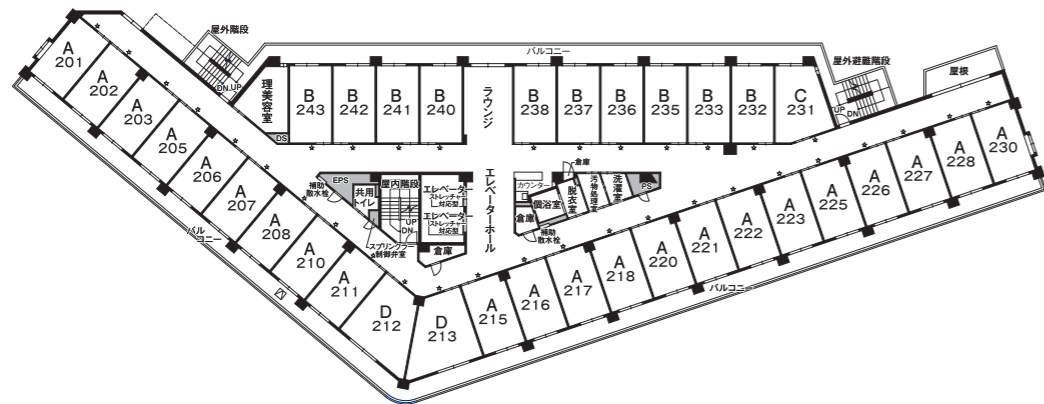 屋外階段
DN
UP
バルコニー
屋外避難階段
UP
DN
屋根
A
201
A
202
A
203
A
205
A
206
A
207
A
208
A
210
A
211
D
212
理美容室
DS
B
243
B
242
B
241
B
240
ラウンジ
B
238
B
237
B
236
B
235
B
233
B
232
C
231
EPS
補助
散水栓
共用
トイレ
屋内階段
UP
DN
エレベーター
ストレッチャー
対応型
エレベーター
ストレッチャー
対応型
スプリンクラー
制御弁室
倉庫
エレベーターホール
カウンター
倉庫
個浴室
補助
散水栓
脱衣室
倉庫
汚物処理室
洗濯室
PS
D
213
A
215
A
216
A
217
A
218
A
220
A
221
A
222
A
223
A
225
A
226
A
227
A
228
A
230
バルコニー
バルコニー